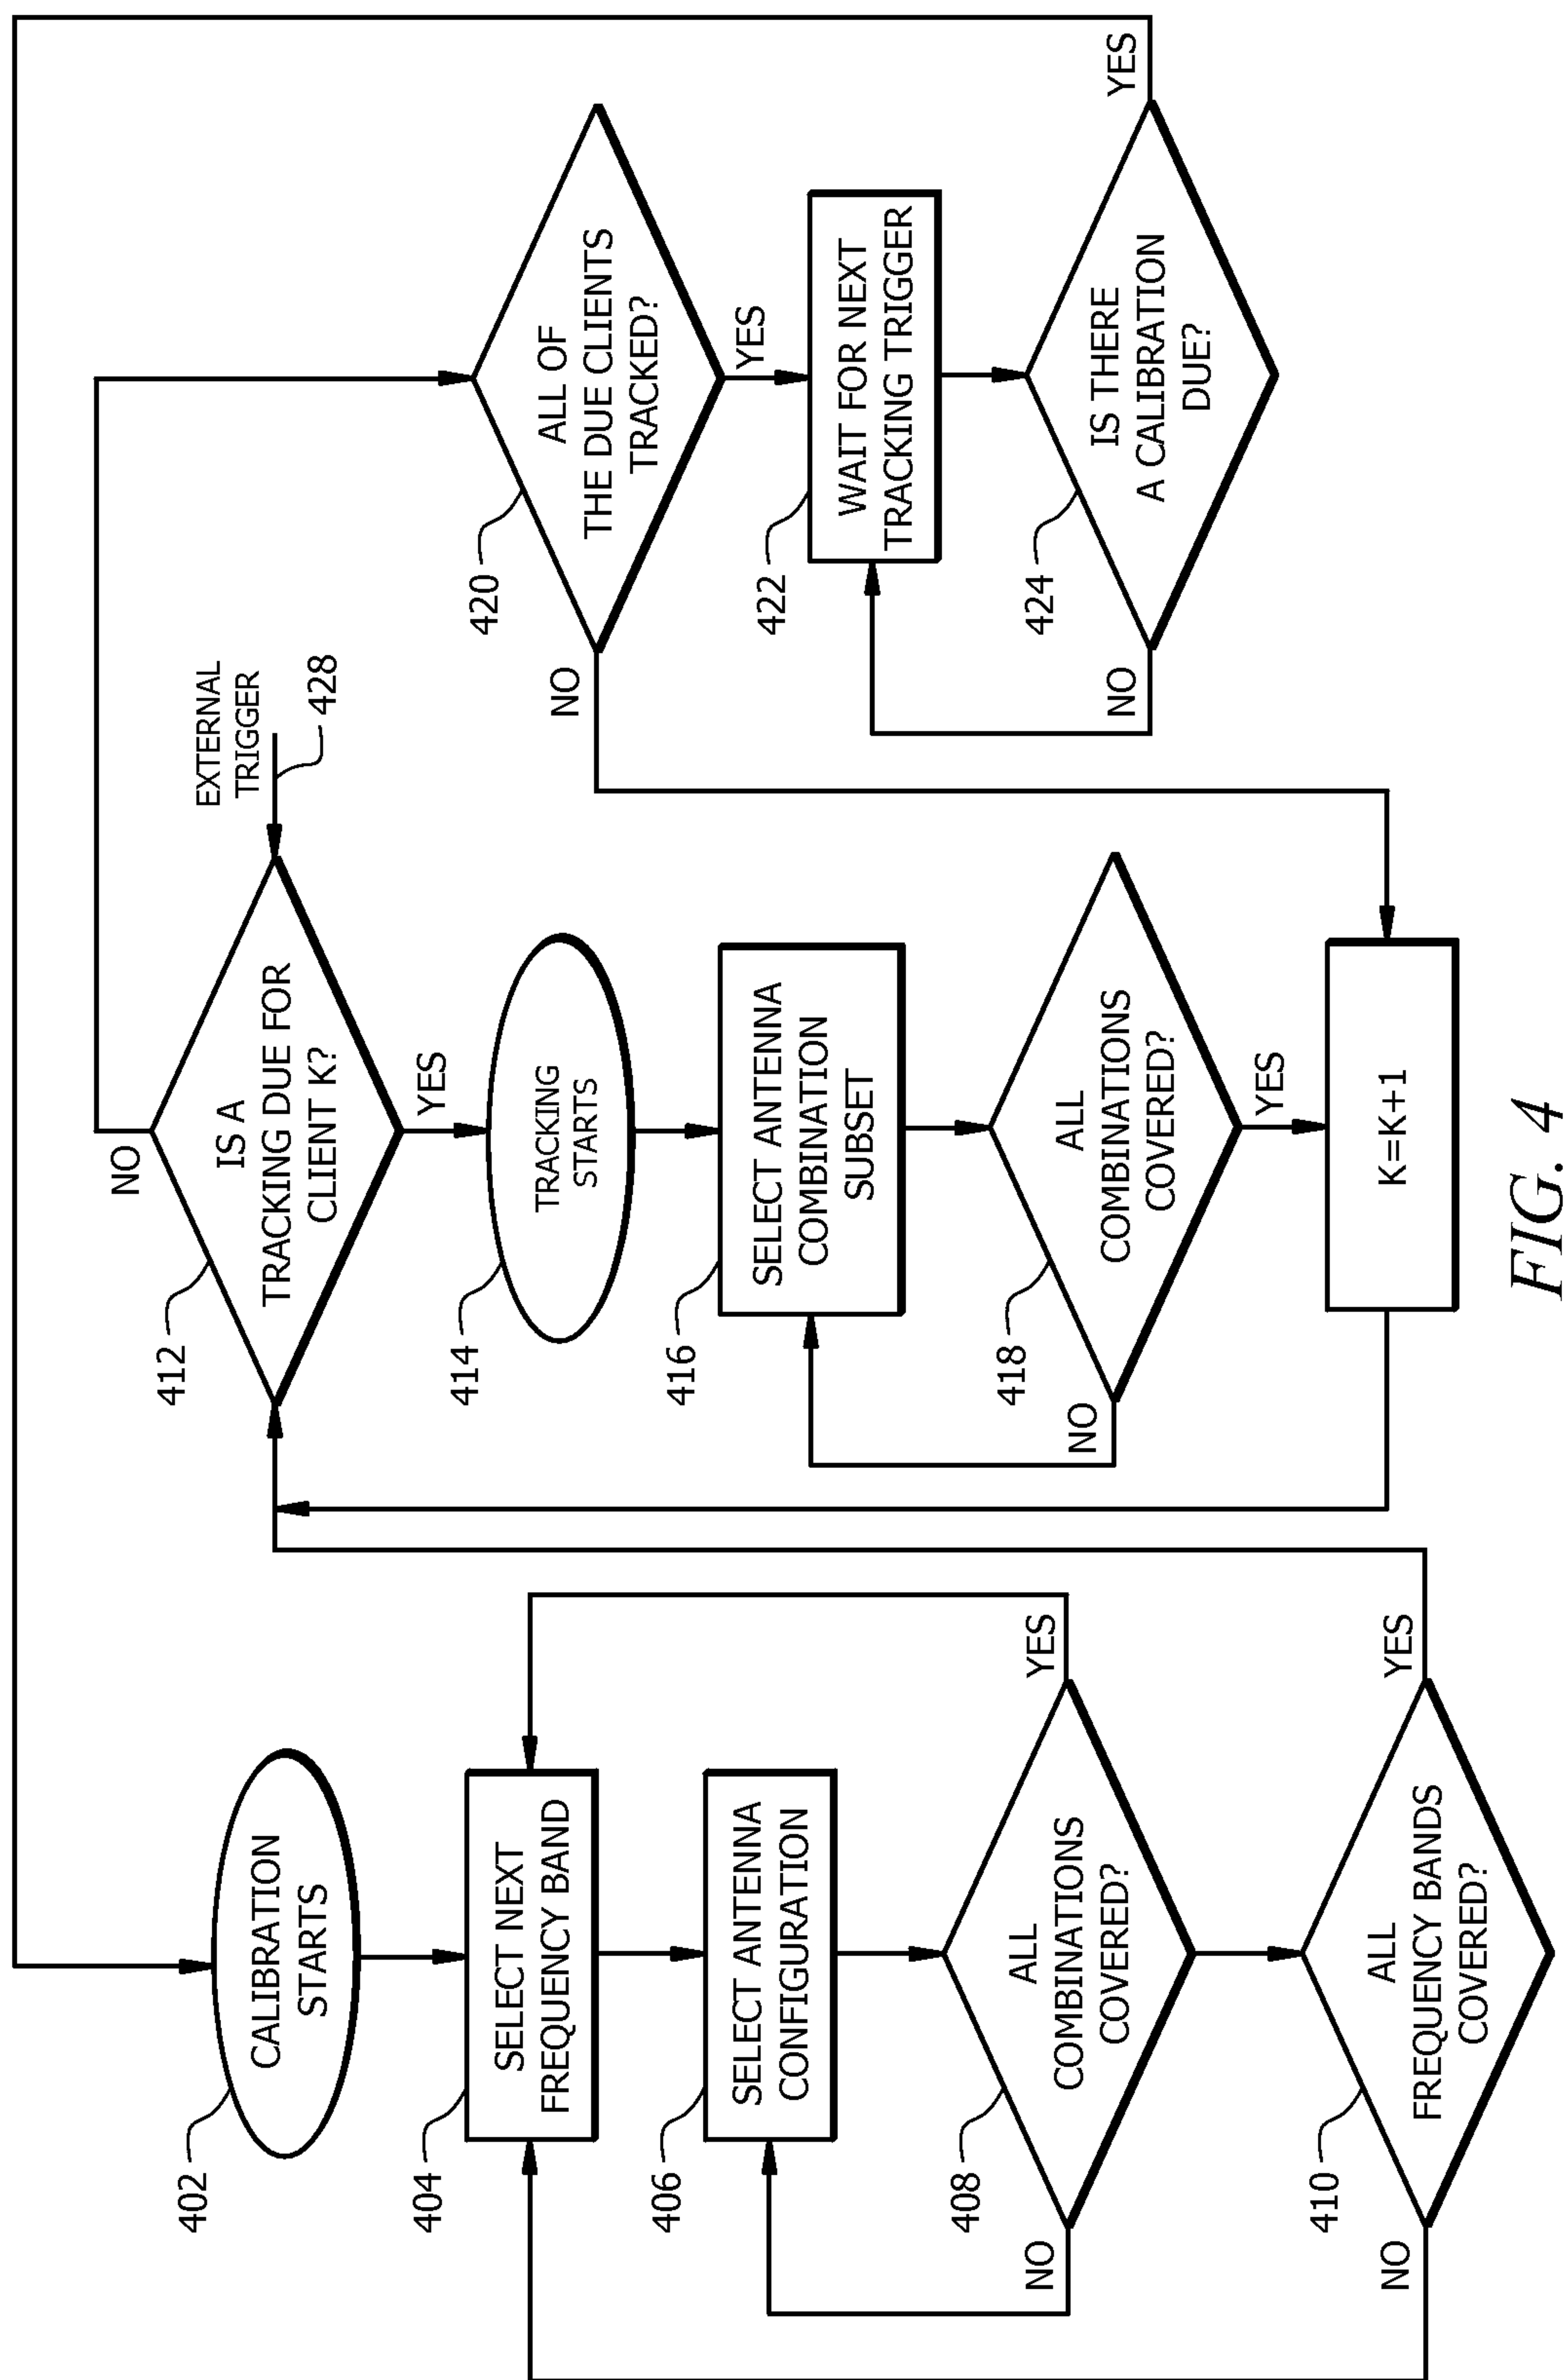 402
CALIBRATION
STARTS
404
SELECT NEXT
FREQUENCY BAND
406
SELECT ANTENNA
CONFIGURATION
408
ALL
COMBINATIONS
COVERED?
NO
YES
410
ALL
FREQUENCY BANDS
COVERED?
NO
YES
412
IS A
TRACKING DUE FOR
CLIENT K?
NO
YES
EXTERNAL
TRIGGER
428
414
TRACKING
STARTS
416
SELECT ANTENNA
COMBINATION
SUBSET
418
ALL
COMBINATIONS
COVERED?
NO
YES
K=K+1
420
ALL OF
THE DUE CLIENTS
TRACKED?
NO
YES
422
WAIT FOR NEXT
TRACKING TRIGGER
424
IS THERE
A CALIBRATION
DUE?
NO
YES
FIG. 4